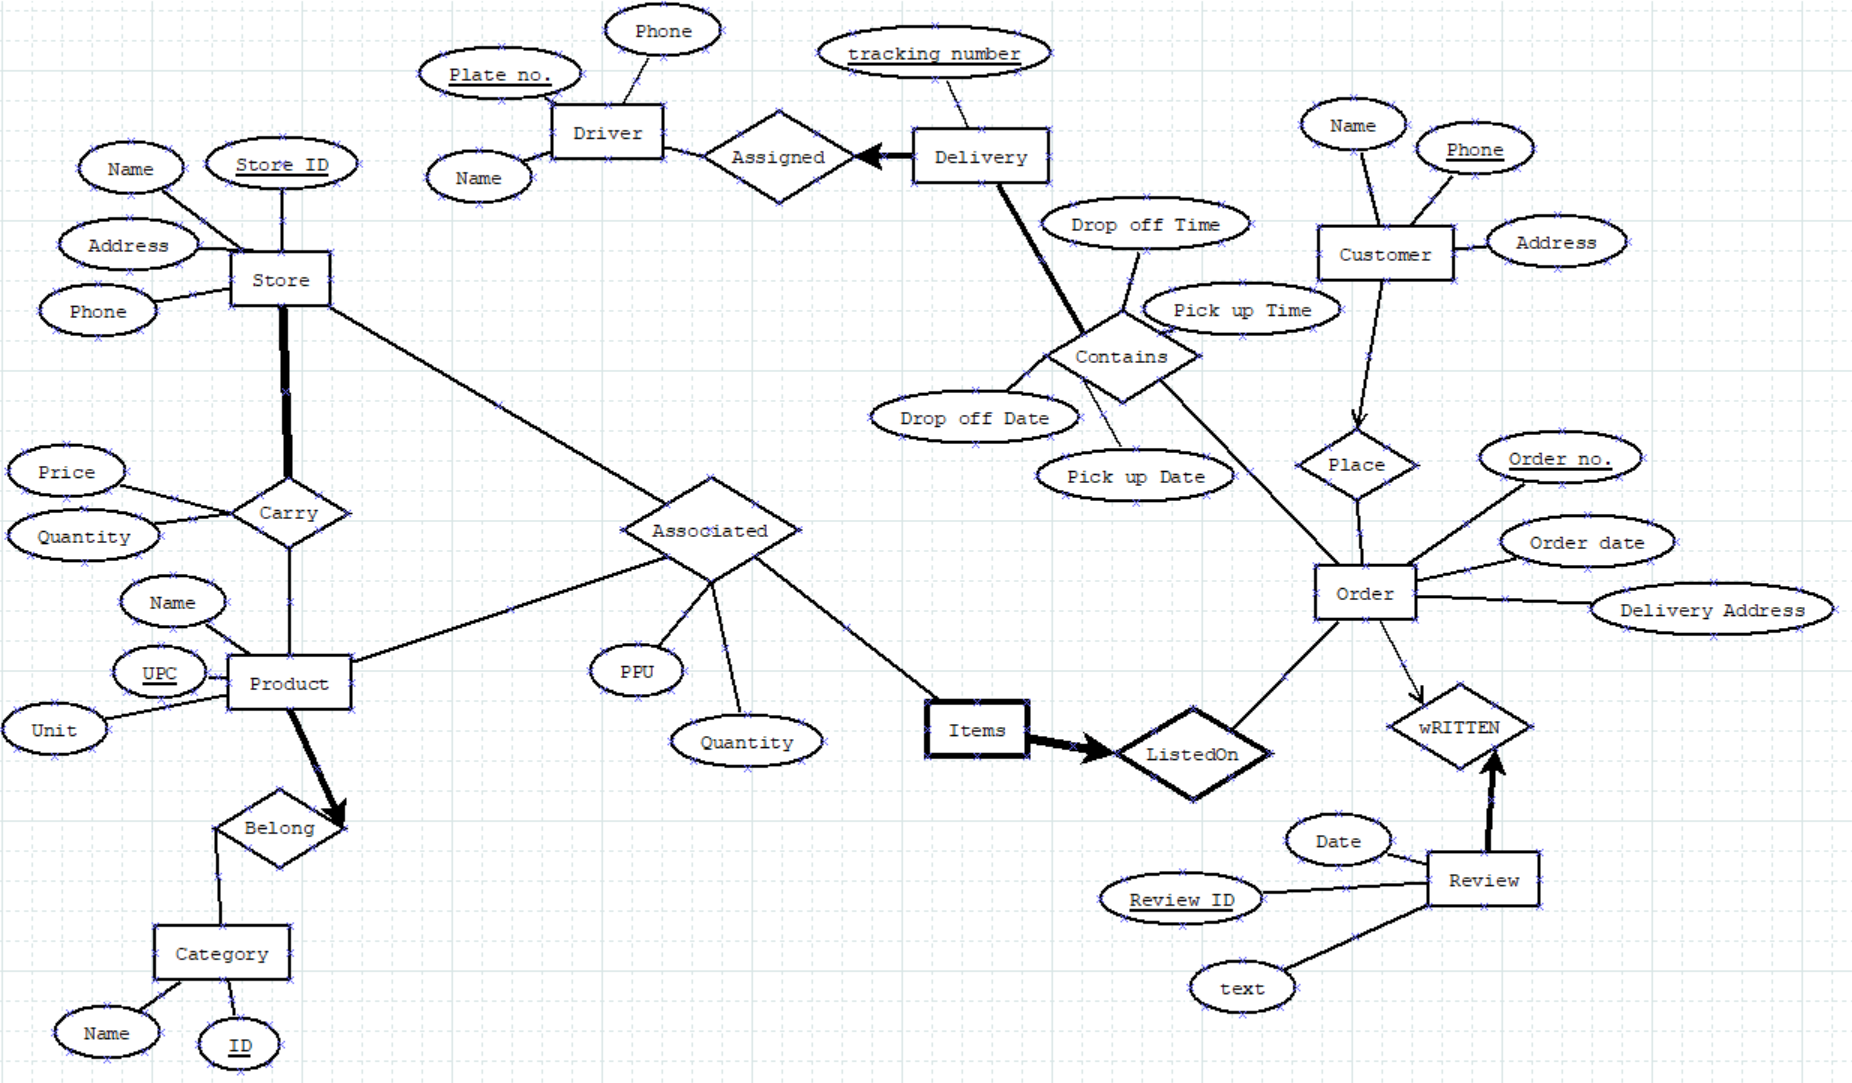 Phone
tracking number
Plate no.
Driver
Name
Phone
Assigned
Delivery
Name
Store ID
Name
Drop off Time
Address
Address
Customer
Store
Phone
Pick up Time
Contains
Drop off Date
Place
Order no.
Price
Pick up Date
Carry
Quantity
Associated
Order date
Name
Order
Delivery Address
UPC
Product
PPU
Unit
Items
wRITTEN
Quantity
ListedOn
Belong
Date
Review
Review ID
Category
text
Name
ID